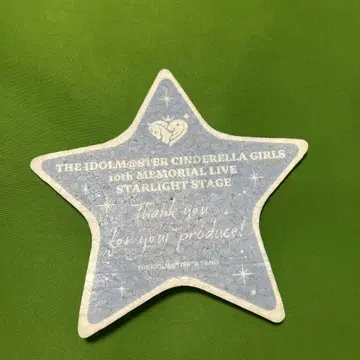 THE IDOLM@STER CINDERELLA GIRLS
10th MEMORIAL LIVE
STARLIGHT STAGE
Thank you
for your produce!